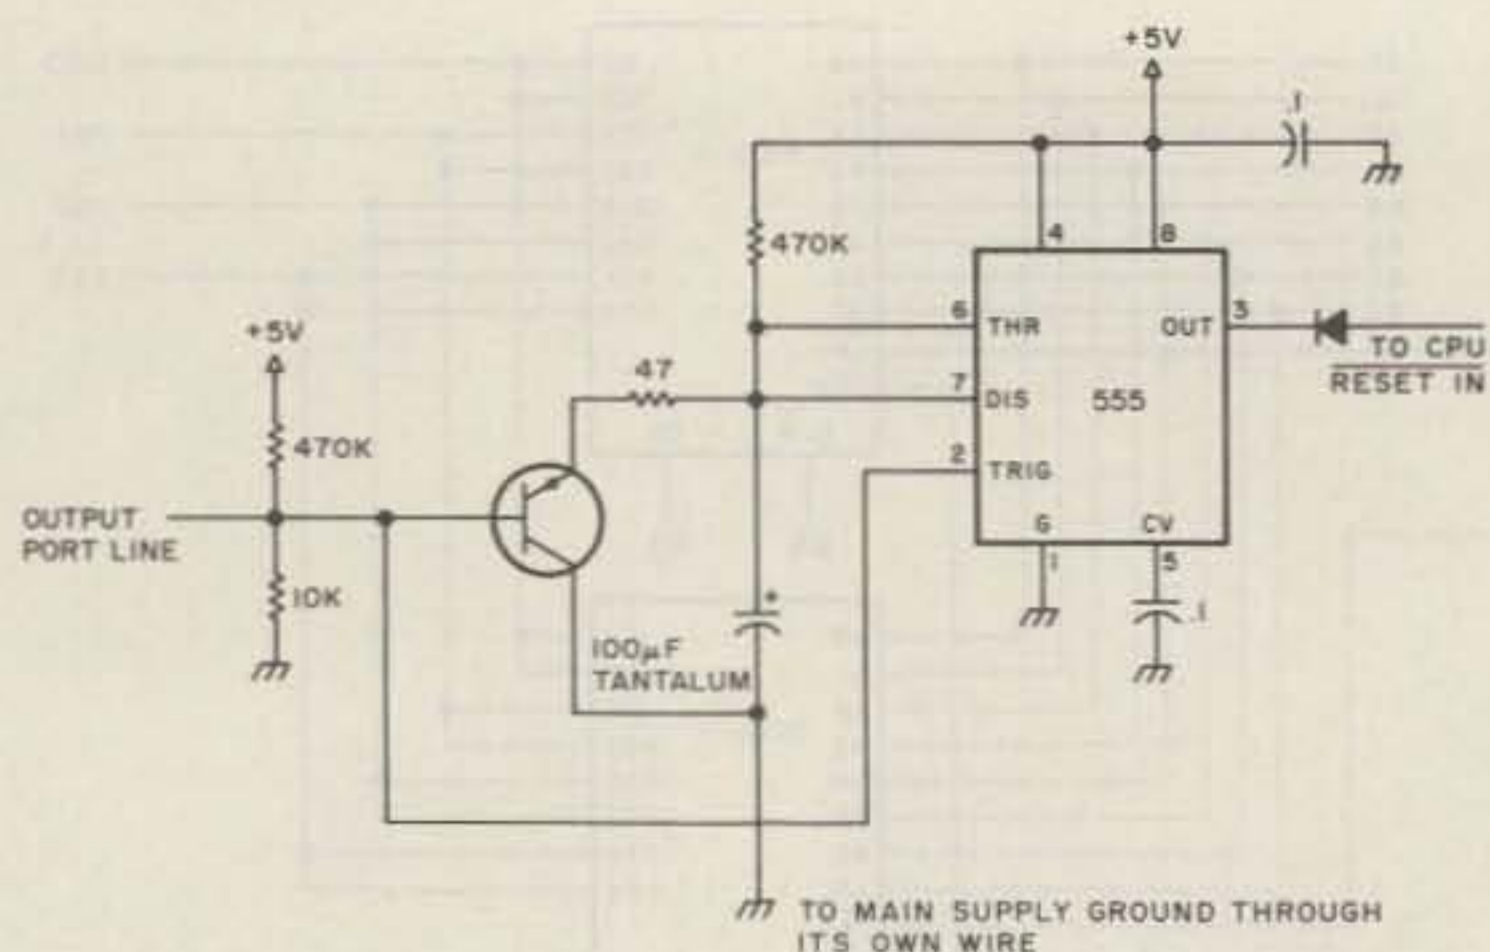 +5V
.1
470K
4
8
6
THR
OUT
3
TO CPU
RESET IN
+5V
47
7
DIS
555
470K
2
TRIG
OUTPUT
PORT LINE
G
CV
1
5
10K
+
.1
100µF
TANTALUM
TO MAIN SUPPLY GROUND THROUGH
ITS OWN WIRE